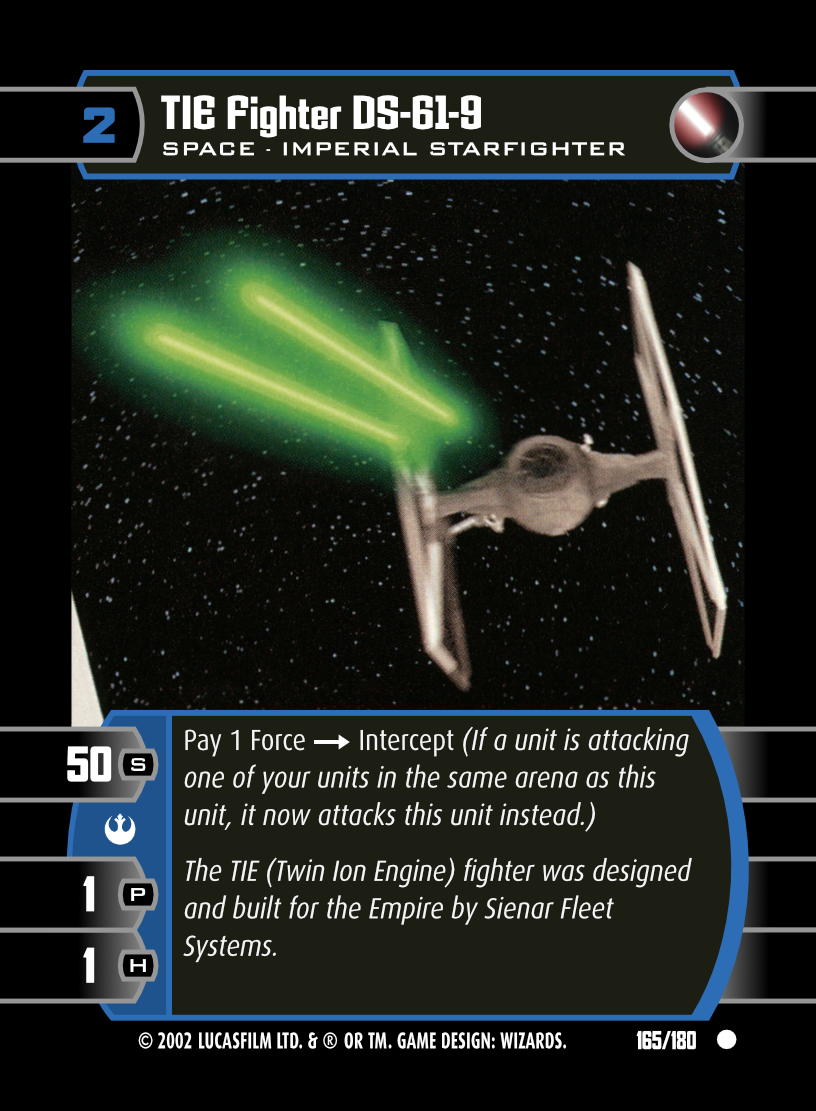 2
TIE Fighter DS-61-9
SPACE - IMPERIAL STARFIGHTER
50 S
1 P
1 H
Pay 1 Force → Intercept (If a unit is attacking
one of your units in the same arena as this
unit, it now attacks this unit instead.)
The TIE (Twin Ion Engine) fighter was designed
and built for the Empire by Sienar Fleet
Systems.
© 2002 LUCASFILM LTD. & ® OR TM. GAME DESIGN: WIZARDS.
165/180